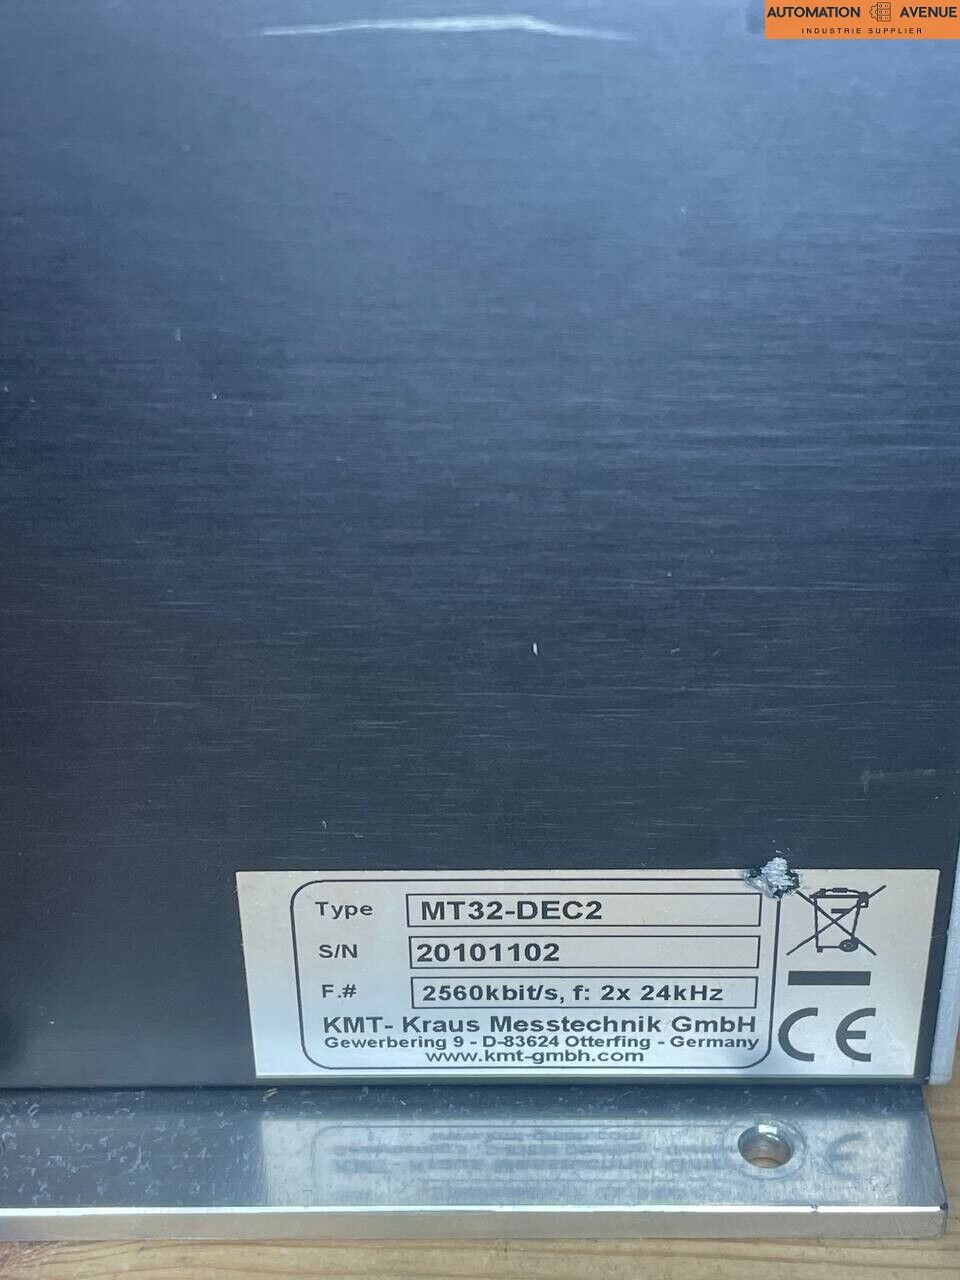 AUTOMATION AVENUE
INDUSTRIE SUPPLIER
Type MT32-DEC2
S/N 20101102
F.# 2560kbit/s, f: 2x 24kHz
KMT- Kraus Messtechnik GmbH
Gewerbering 9 - D-83624 Otterfing - Germany
www.kmt-gmbh.com
CE